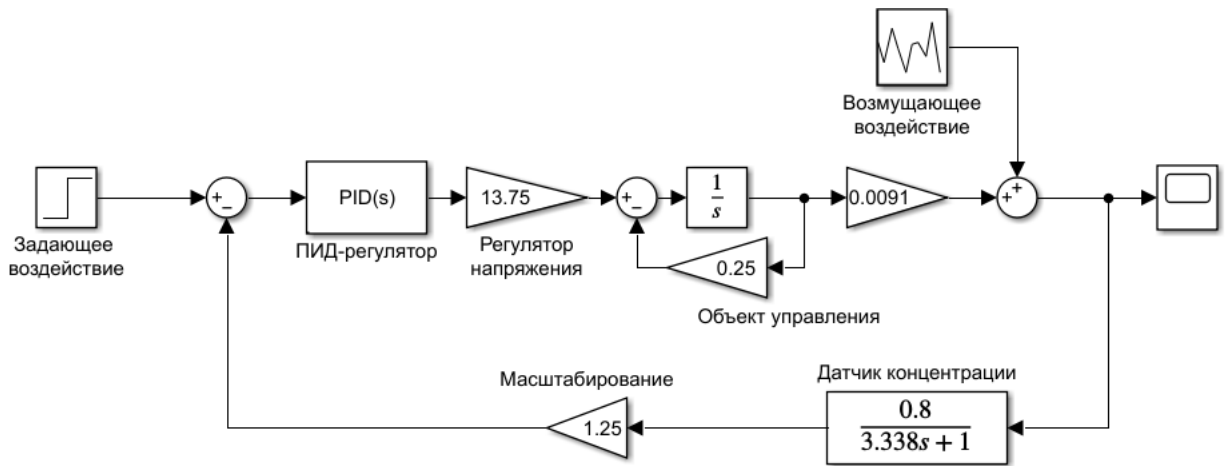 Возмущающее
воздействие
Задающее
воздействие
+
−
PID(s)
ПИД-регулятор
13.75
Регулятор
напряжения
+
−
1
s
0.25
Объект управления
0.0091
+
+
Масштабирование
1.25
Датчик концентрации
0.8
3.338s + 1